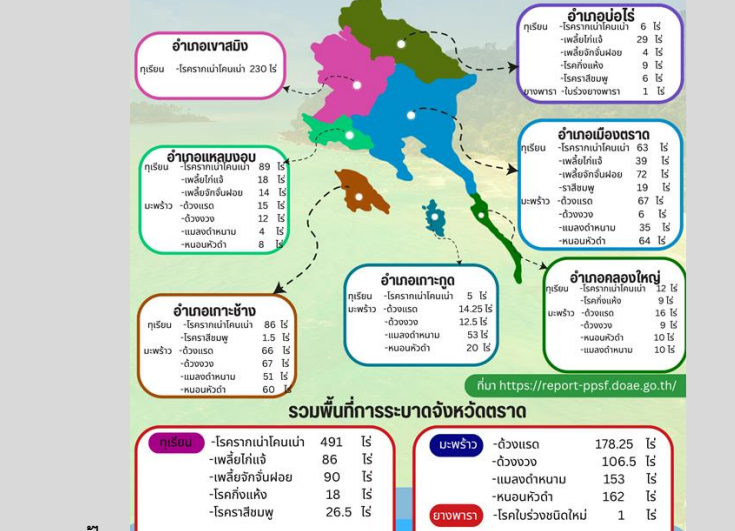 อำเภอเขาสมิง
ทุเรียน -โรครากเน่าโคนเน่า 230 ไร่
อำเภอบ่อไร่
ทุเรียน -โรครากเน่าโคนเน่า 6 ไร่
-เพลี้ยไก่แจ้ 29 ไร่
-เพลี้ยจักจั่นฝอย 4 ไร่
-โรคกิ่งแห้ง 9 ไร่
-โรคราสีชมพู 6 ไร่
ยางพารา -ใบร่วงยางพารา 1 ไร่
อำเภอแหลมงอบ
ทุเรียน -โรครากเน่าโคนเน่า 89 ไร่
-เพลี้ยไก่แจ้ 18 ไร่
-เพลี้ยจักจั่นฝอย 14 ไร่
มะพร้าว -ด้วงแรด 15 ไร่
-ด้วงงวง 12 ไร่
-แมลงดำหนาม 4 ไร่
-หนอนหัวดำ 8 ไร่
อำเภอเมืองตราด
ทุเรียน -โรครากเน่าโคนเน่า 63 ไร่
-เพลี้ยไก่แจ้ 39 ไร่
-เพลี้ยจักจั่นฝอย 72 ไร่
-ราสีชมพู 19 ไร่
มะพร้าว -ด้วงแรด 67 ไร่
-ด้วงงวง 6 ไร่
-แมลงดำหนาม 35 ไร่
-หนอนหัวดำ 64 ไร่
อำเภอเกาะช้าง
ทุเรียน -โรครากเน่าโคนเน่า 86 ไร่
-โรคราสีชมพู 1.5 ไร่
มะพร้าว -ด้วงแรด 66 ไร่
-ด้วงงวง 67 ไร่
-แมลงดำหนาม 51 ไร่
-หนอนหัวดำ 60 ไร่
อำเภอเกาะกูด
ทุเรียน -โรครากเน่าโคนเน่า 5 ไร่
มะพร้าว -ด้วงแรด 14.25 ไร่
-ด้วงงวง 12.5 ไร่
-แมลงดำหนาม 53 ไร่
-หนอนหัวดำ 20 ไร่
อำเภอคลองใหญ่
ทุเรียน -โรครากเน่าโคนเน่า 12 ไร่
-โรคกิ่งแห้ง 9 ไร่
มะพร้าว -ด้วงแรด 16 ไร่
-ด้วงงวง 9 ไร่
-หนอนหัวดำ 10 ไร่
-แมลงดำหนาม 10 ไร่
ที่มา https://report-ppsf.doae.go.th/
รวมพื้นที่การระบาดจังหวัดตราด
ทุเรียน -โรครากเน่าโคนเน่า 491 ไร่
-เพลี้ยไก่แจ้ 86 ไร่
-เพลี้ยจักจั่นฝอย 90 ไร่
-โรคกิ่งแห้ง 18 ไร่
-โรคราสีชมพู 26.5 ไร่
มะพร้าว -ด้วงแรด 178.25 ไร่
-ด้วงงวง 106.5 ไร่
-แมลงดำหนาม 153 ไร่
-หนอนหัวดำ 162 ไร่
ยางพารา -โรคใบร่วงชนิดใหม่ 1 ไร่